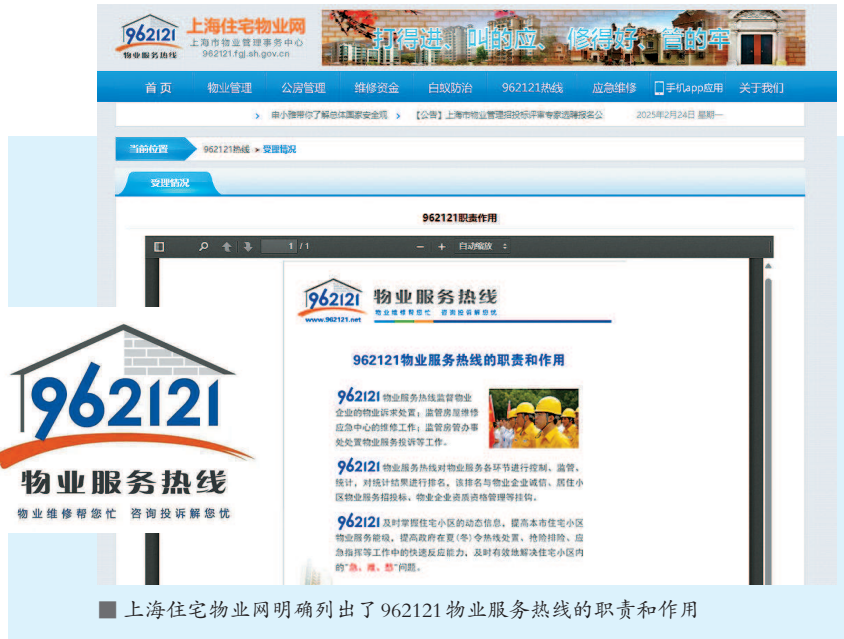 962121
物业服务热线
上海住宅物业网
上海市物业管理事务中心
962121.fgj.sh.gov.cn
打得进、叫的应、修得好、管的牢
首 页 物业管理 公房管理 维修资金 白蚁防治 962121热线 应急维修 手机app应用 关于我们
申小雅带你了解总体国家安全观 【公告】上海市物业管理招投标评审专家选聘报名公 2025年2月24日 星期一
当前位置 962121热线 > 受理情况
受理情况
962121职责作用
1 / 1 − + 自动缩放
962121 物业服务热线
物业维修帮您忙 咨询投诉解您忧
www.962121.net
962121物业服务热线的职责和作用
962121物业服务热线监督物业
企业的物业诉求处置；监管房屋维修
应急中心的维修工作；监管房管办事
处处置物业服务投诉等工作。
962121物业服务热线对物业服务各环节进行控制、监管、
统计，对统计结果进行排名，该排名与物业企业诚信、居住小
区物业服务招投标、物业企业资质资格管理等挂钩。
962121及时掌握住宅小区的动态信息，提高本市住宅小区
物业服务能级，提高政府在夏(冬)令热线处置、抢险排险、应
急指挥等工作中的快速反应能力，及时有效地解决住宅小区内
的“急、难、愁”问题。
962121
物业服务热线
物业维修帮您忙 咨询投诉解您忧
■ 上海住宅物业网明确列出了962121物业服务热线的职责和作用